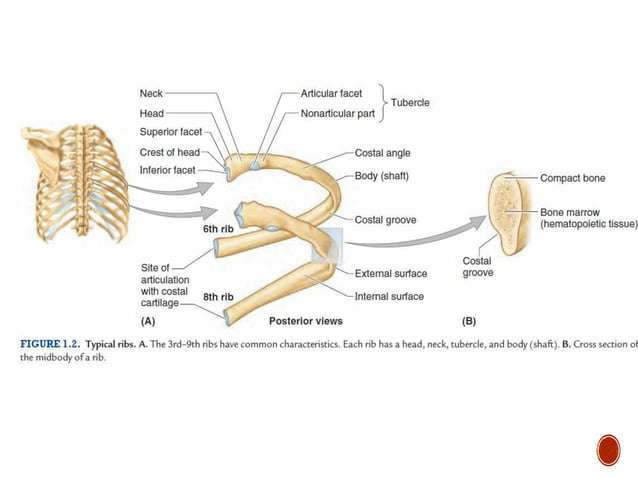 Neck
Head
Superior facet
Crest of head
Inferior facet
Articular facet
Nonarticular part
Tubercle
Costal angle
Body (shaft)
Costal groove
6th rib
Site of
articulation
with costal
cartilage
8th rib
External surface
Internal surface
(A)
Posterior views
Compact bone
Bone marrow
(hematopoietic tissue)
Costal
groove
(B)
FIGURE 1.2. Typical ribs. A. The 3rd–9th ribs have common characteristics. Each rib has a head, neck, tubercle, and body (shaft). B. Cross section of
the midbody of a rib.